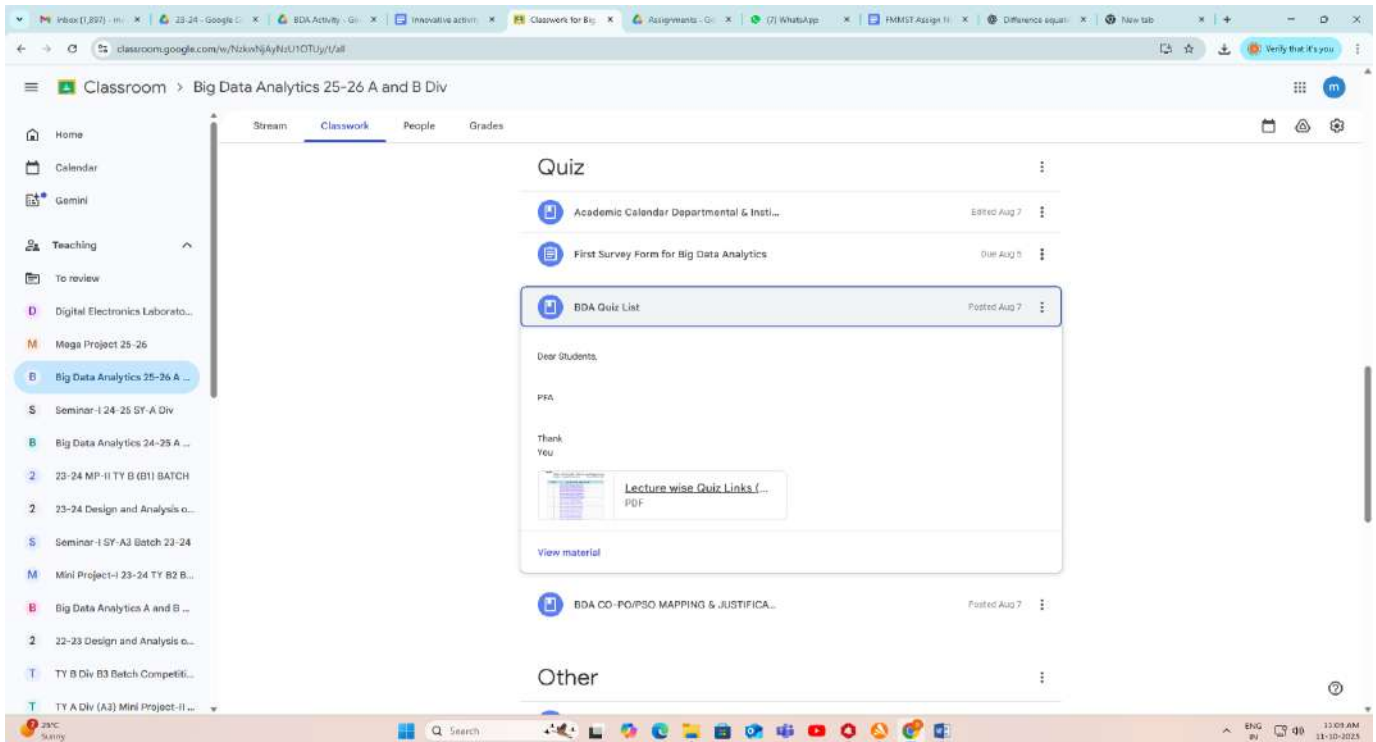 Inbox (1,897) - m
23-24 - Google
BDA Activity - G
Innovative activity
Classwork for Big
Assignments - G
(7) WhatsApp
FMMST Assign
Difference equati
New tab
classroom.google.com/w/
Verify that it's you
Classroom > Big Data Analytics 25-26 A and B Div
m
Home
Calendar
Gemini
Teaching
To review
D Digital Electronics Laborato...
M Mega Project 25-26
B Big Data Analytics 25-26 A ...
S Seminar-I 24-25 SY-A Div
B Big Data Analytics 24-25 A ...
2 23-24 MP-II TY B (B1) BATCH
2 23-24 Design and Analysis o...
S Seminar-I SY-A3 Batch 23-24
M Mini Project-I 23-24 TY B2 B...
B Big Data Analytics A and B ...
2 22-23 Design and Analysis o...
T TY B Div B3 Batch Competiti...
T TY A Div (A3) Mini Project-II ...
Stream Classwork People Grades
Quiz
Academic Calendar Departmental & Insti... Edited Aug 7
First Survey Form for Big Data Analytics Due Aug 5
BDA Quiz List Posted Aug 7
Dear Students,
PFA
Thank
You
Lecture wise Quiz Links (...
PDF
View material
BDA CO-PO/PSO MAPPING & JUSTIFICA... Posted Aug 7
Other
29°C
Sunny
Search
ENG
IN
11:09 AM
11-10-2025